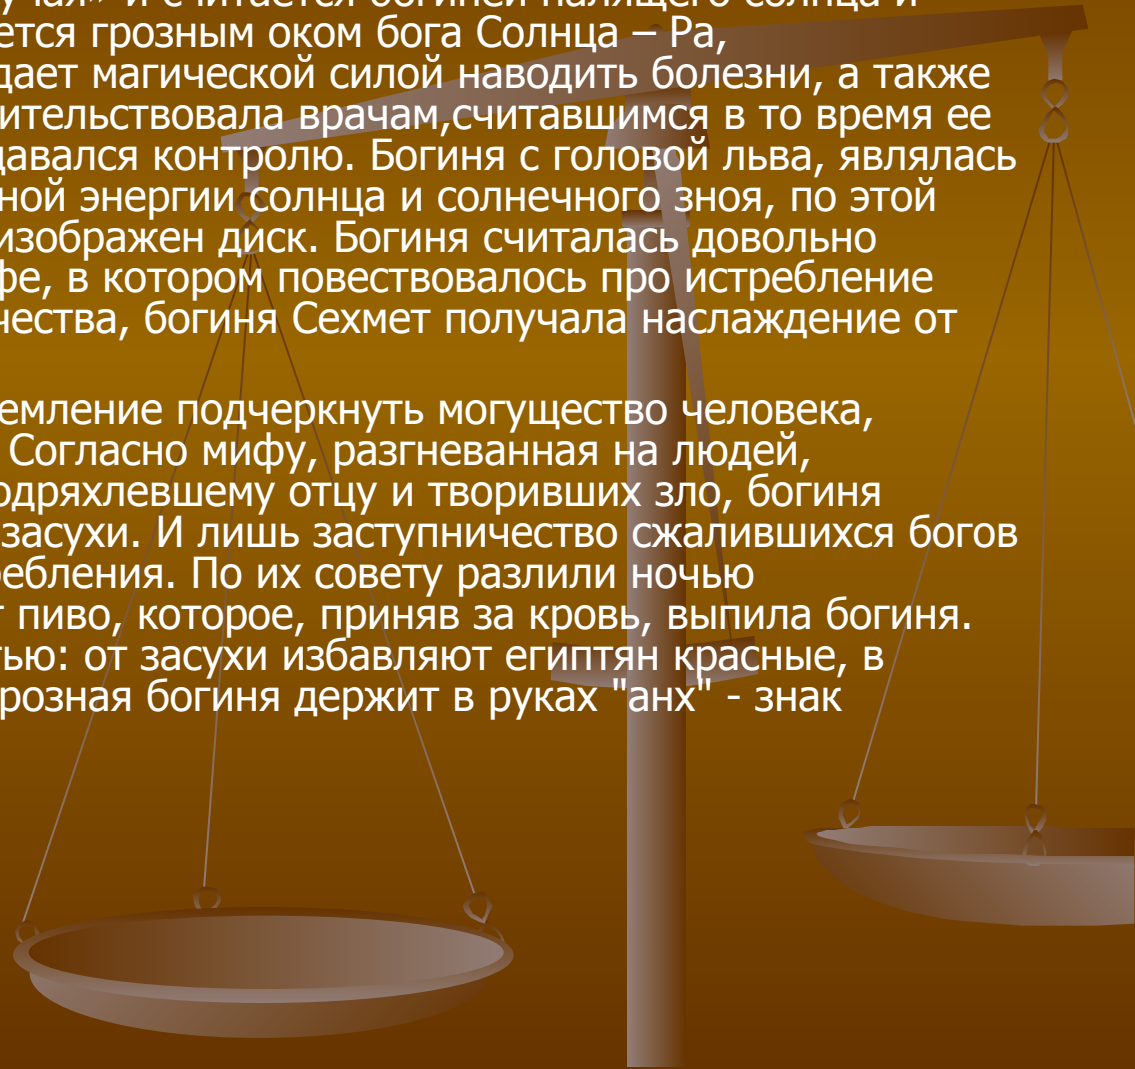 учая» и считается богиней палящего солнца и
ется грозным оком бога Солнца – Ра,
дает магической силой наводить болезни, а также
ительствовала врачам,считавшимся в то время ее
давался контролю. Богиня с головой льва, являлась
ной энергии солнца и солнечного зноя, по этой
изображен диск. Богиня считалась довольно
фе, в котором повествовалось про истребление
чества, богиня Сехмет получала наслаждение от
емление подчеркнуть могущество человека,
Согласно мифу, разгневанная на людей,
одряхлевшему отцу и творивших зло, богиня
засухи. И лишь заступничество сжалившихся богов
ребления. По их совету разлили ночью
т пиво, которое, приняв за кровь, выпила богиня.
тью: от засухи избавляют египтян красные, в
розная богиня держит в руках "анх" - знак